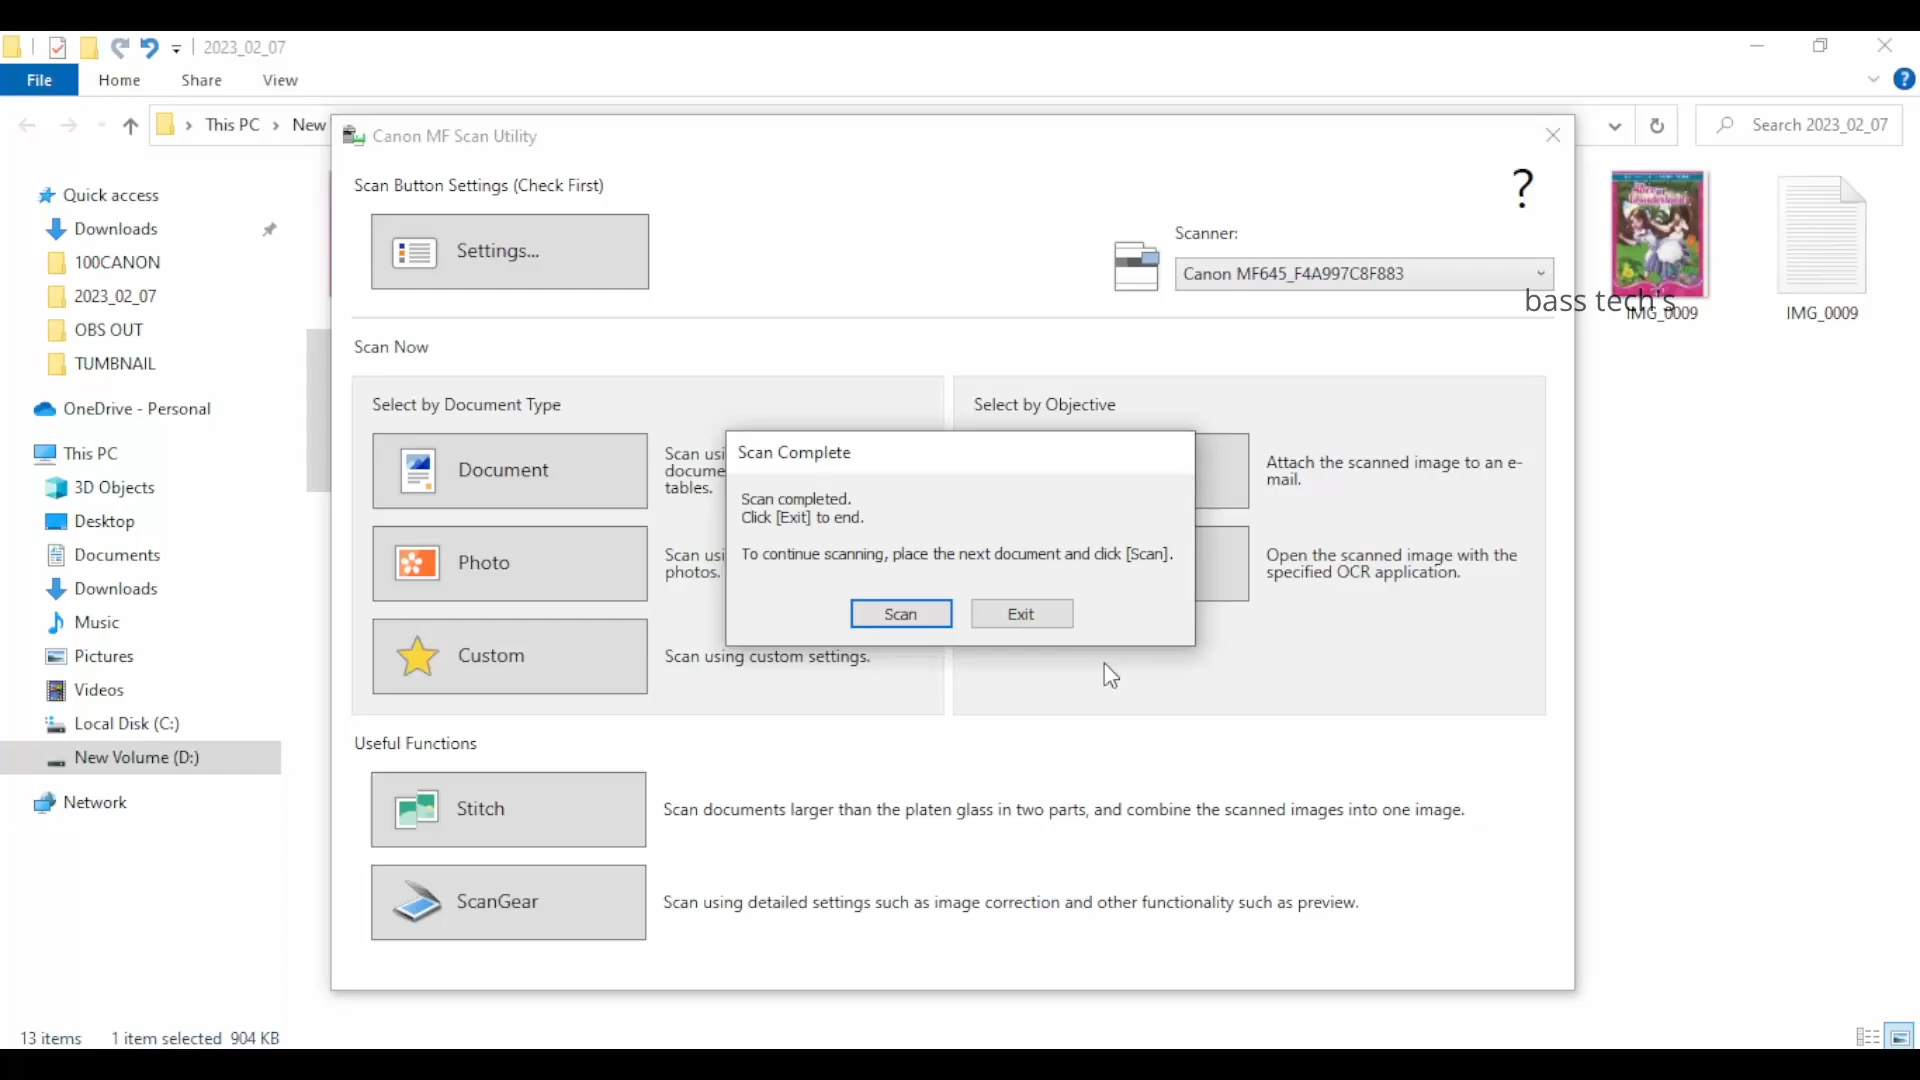 2023_02_07
File Home Share View
This PC New
Search 2023_02_07
Quick access
Downloads
100CANON
2023_02_07
OBS OUT
TUMBNAIL
OneDrive - Personal
This PC
3D Objects
Desktop
Documents
Downloads
Music
Pictures
Videos
Local Disk (C:)
New Volume (D:)
Network
13 items 1 item selected 904 KB
Canon MF Scan Utility
Scan Button Settings (Check First)
?
Settings...
Scanner:
Canon MF645_F4A997C8F883
Scan Now
Select by Document Type
Document
Scan usi
docume
tables.
Photo
Scan usi
photos.
Custom
Scan using custom settings.
Select by Objective
Attach the scanned image to an e-
mail.
Open the scanned image with the
specified OCR application.
Scan Complete
Scan completed.
Click [Exit] to end.
To continue scanning, place the next document and click [Scan].
Scan Exit
Useful Functions
Stitch
Scan documents larger than the platen glass in two parts, and combine the scanned images into one image.
ScanGear
Scan using detailed settings such as image correction and other functionality such as preview.
bass tech's
IMG_0009
IMG_0009